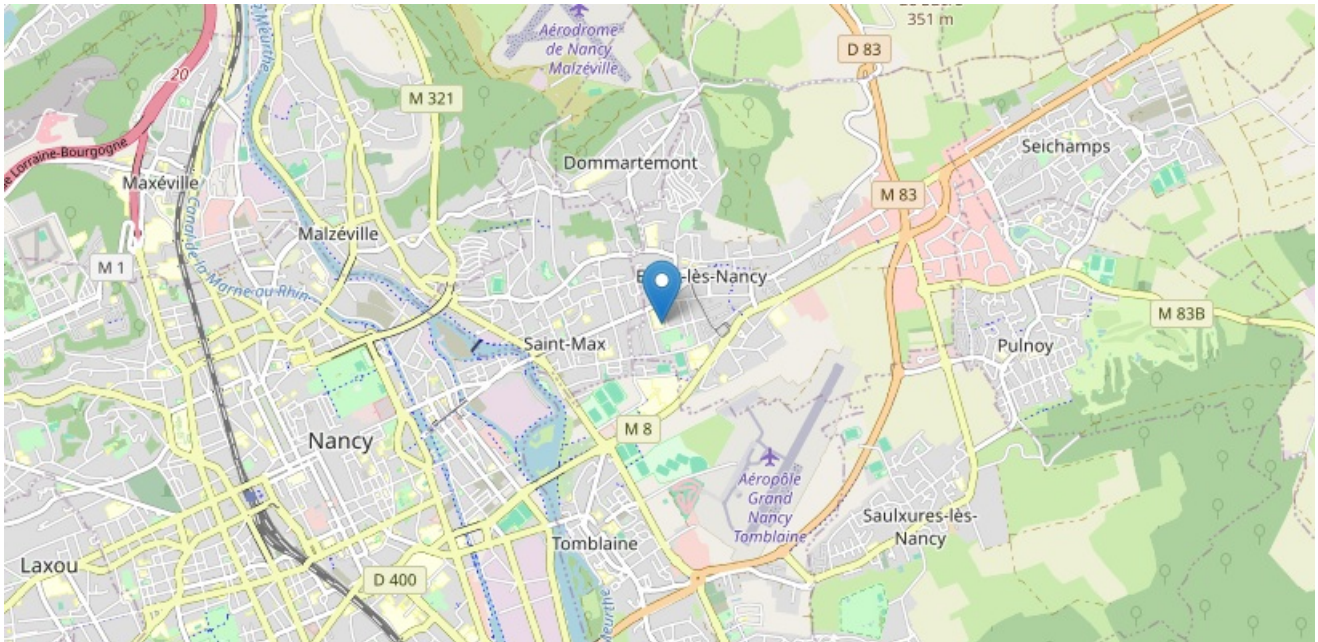 351 m
Aérodrome
de Nancy
Malzéville
D 83
20
M 321
Lorraine-Bourgogne
Seichamps
Dommartemont
Maxéville
M 83
Malzéville
M 1
lès-Nancy
Canal de la Marne au Rhin
M 83B
Saint-Max
Pulnoy
M 8
Nancy
Aéropôle
Grand
Nancy
Tomblaine
Saulxures-lès-
Nancy
Tomblaine
Laxou
D 400